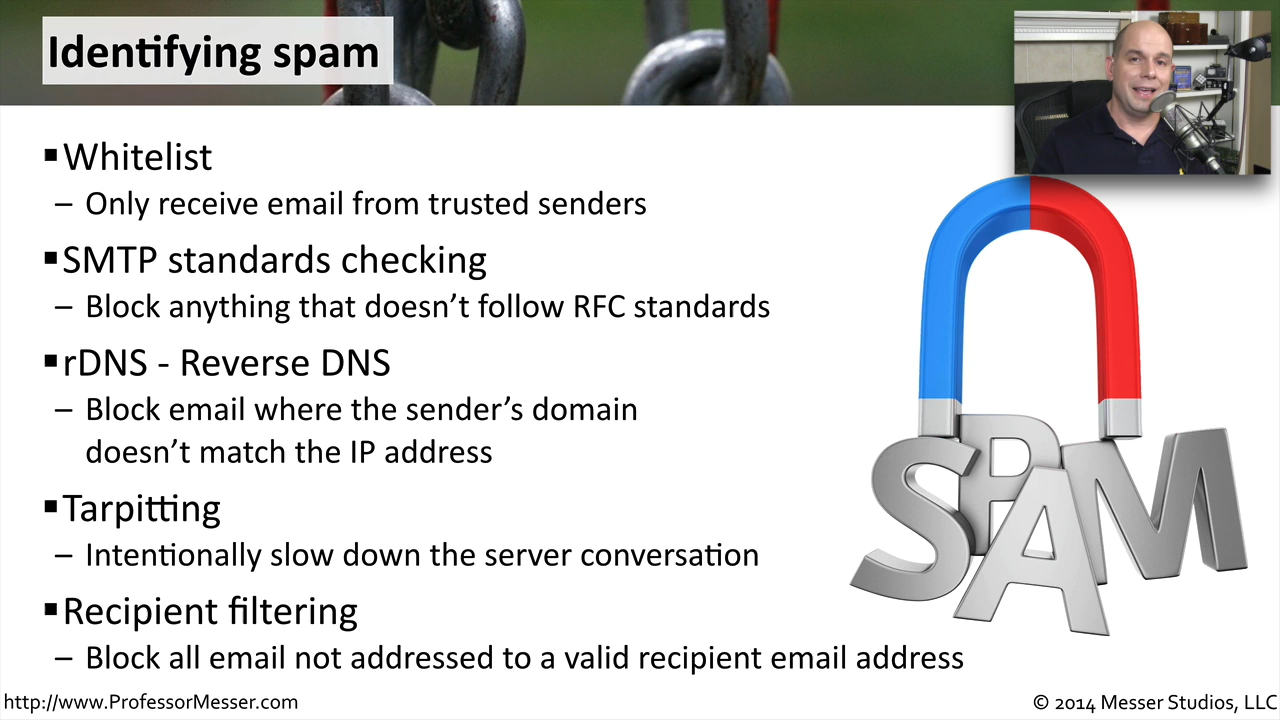 Identifying spam
▪Whitelist
– Only receive email from trusted senders
▪SMTP standards checking
– Block anything that doesn’t follow RFC standards
▪rDNS - Reverse DNS
– Block email where the sender’s domain
doesn’t match the IP address
▪Tarpitting
– Intentionally slow down the server conversation
▪Recipient filtering
– Block all email not addressed to a valid recipient email address
SPAM
http://www.ProfessorMesser.com
© 2014 Messer Studios, LLC